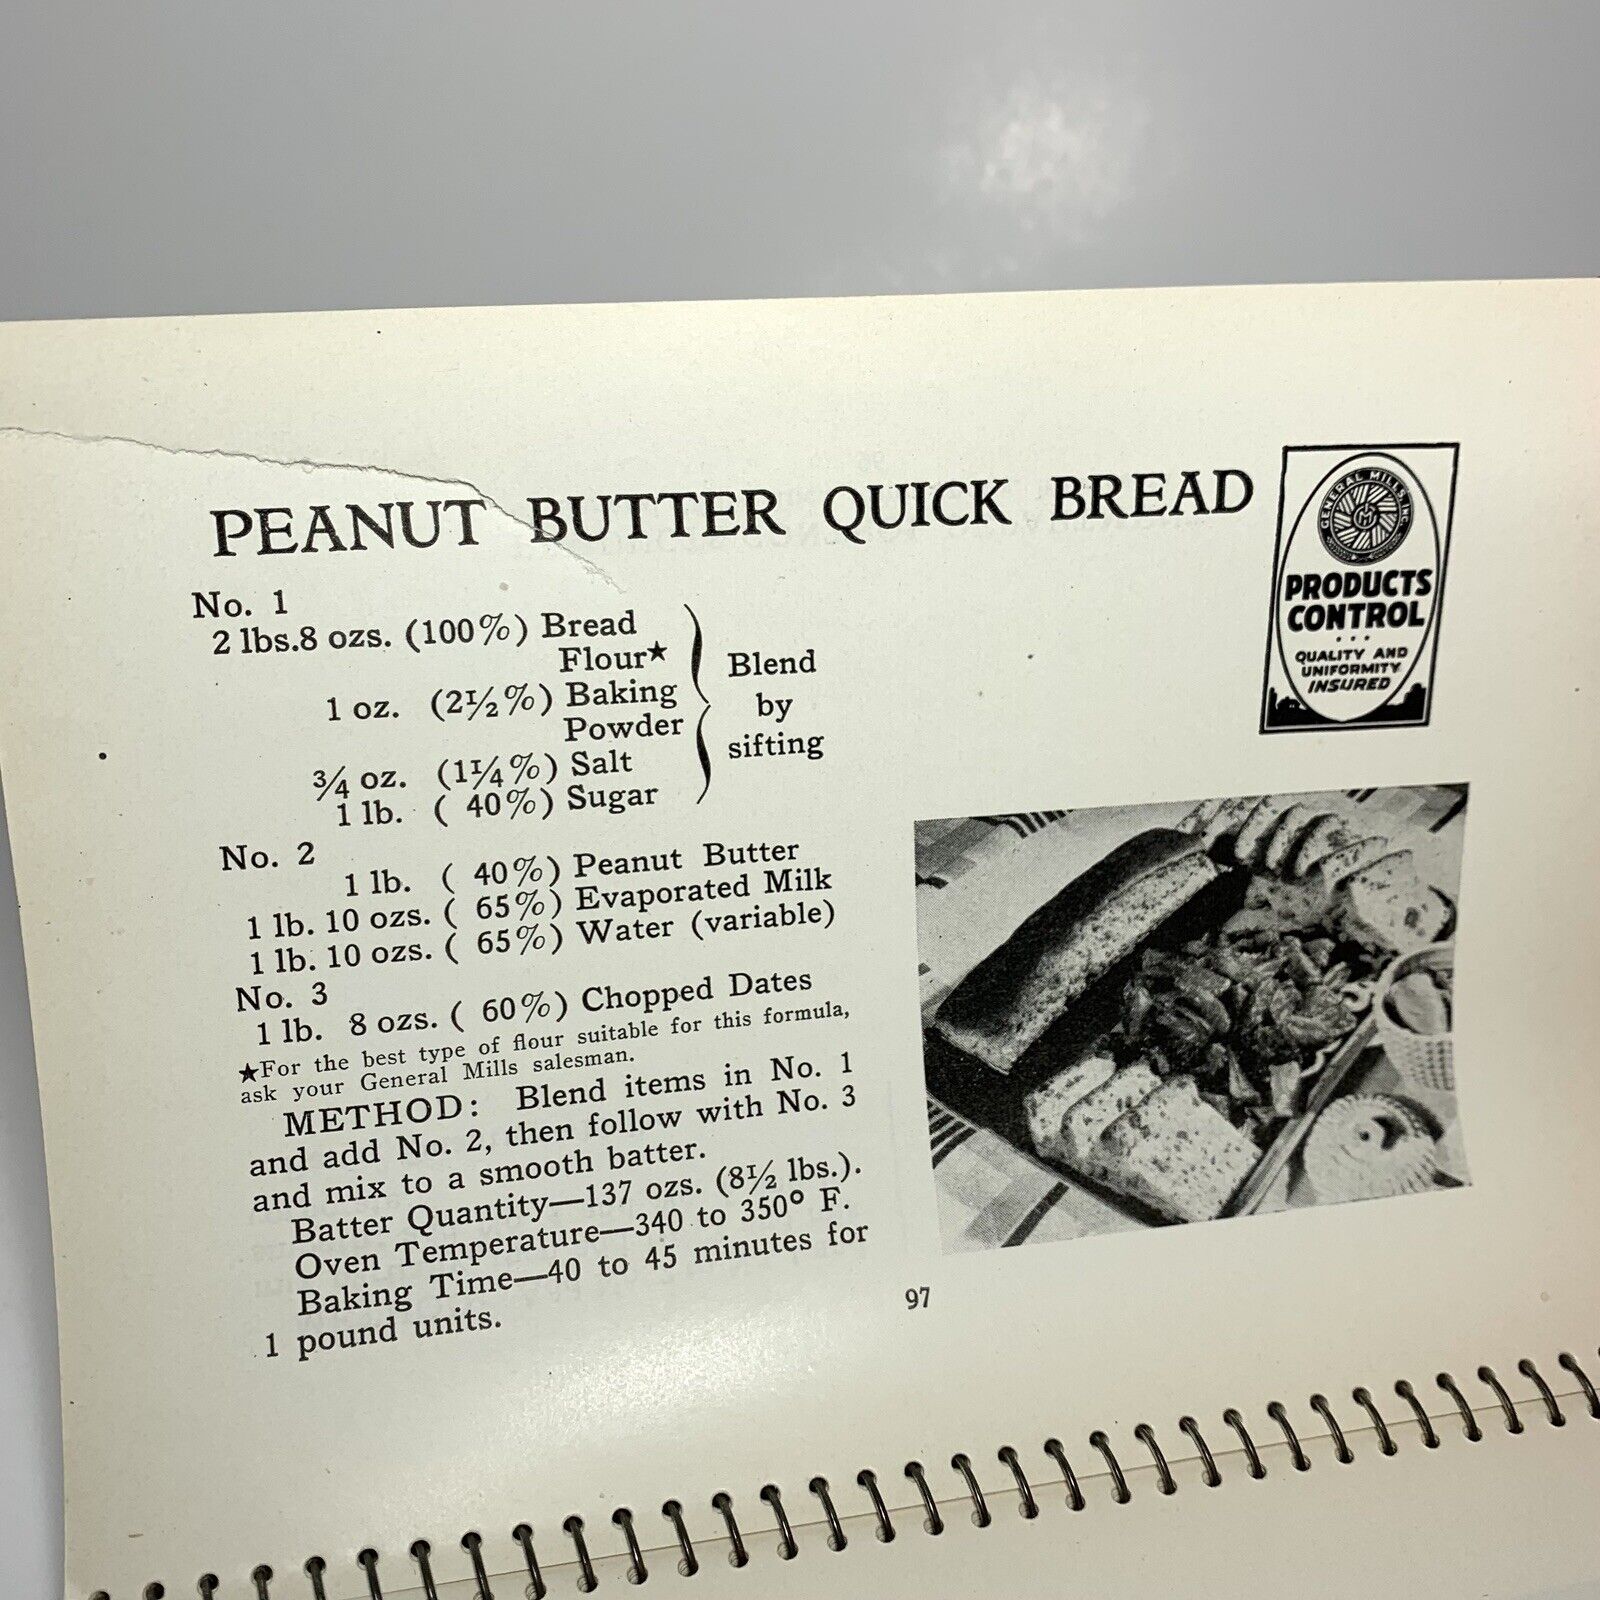 PEANUT BUTTER QUICK BREAD
No. 1
2 lbs.8 ozs. (100%) Bread
Flour★
1 oz. (2½%) Baking
Powder
¾ oz. (1¼%) Salt
1 lb. ( 40%) Sugar
Blend
by
sifting
No. 2
1 lb. ( 40%) Peanut Butter
1 lb. 10 ozs. ( 65%) Evaporated Milk
1 lb. 10 ozs. ( 65%) Water (variable)
No. 3
1 lb. 8 ozs. ( 60%) Chopped Dates
★For the best type of flour suitable for this formula,
ask your General Mills salesman.
METHOD: Blend items in No. 1
and add No. 2, then follow with No. 3
and mix to a smooth batter.
Batter Quantity—137 ozs. (8½ lbs.).
Oven Temperature—340 to 350° F.
Baking Time—40 to 45 minutes for
1 pound units.
GENERAL MILLS, INC.
GM
PRODUCTS
CONTROL
• • •
QUALITY AND
UNIFORMITY
INSURED
97